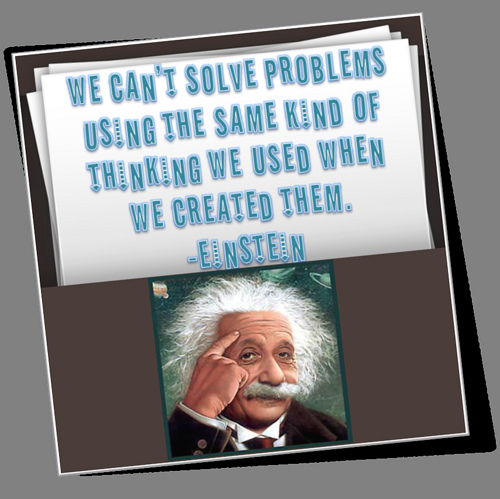 WE CAN'T SOLVE PROBLEMS
USING THE SAME KIND OF
THINKING WE USED WHEN
WE CREATED THEM.
-EINSTEIN